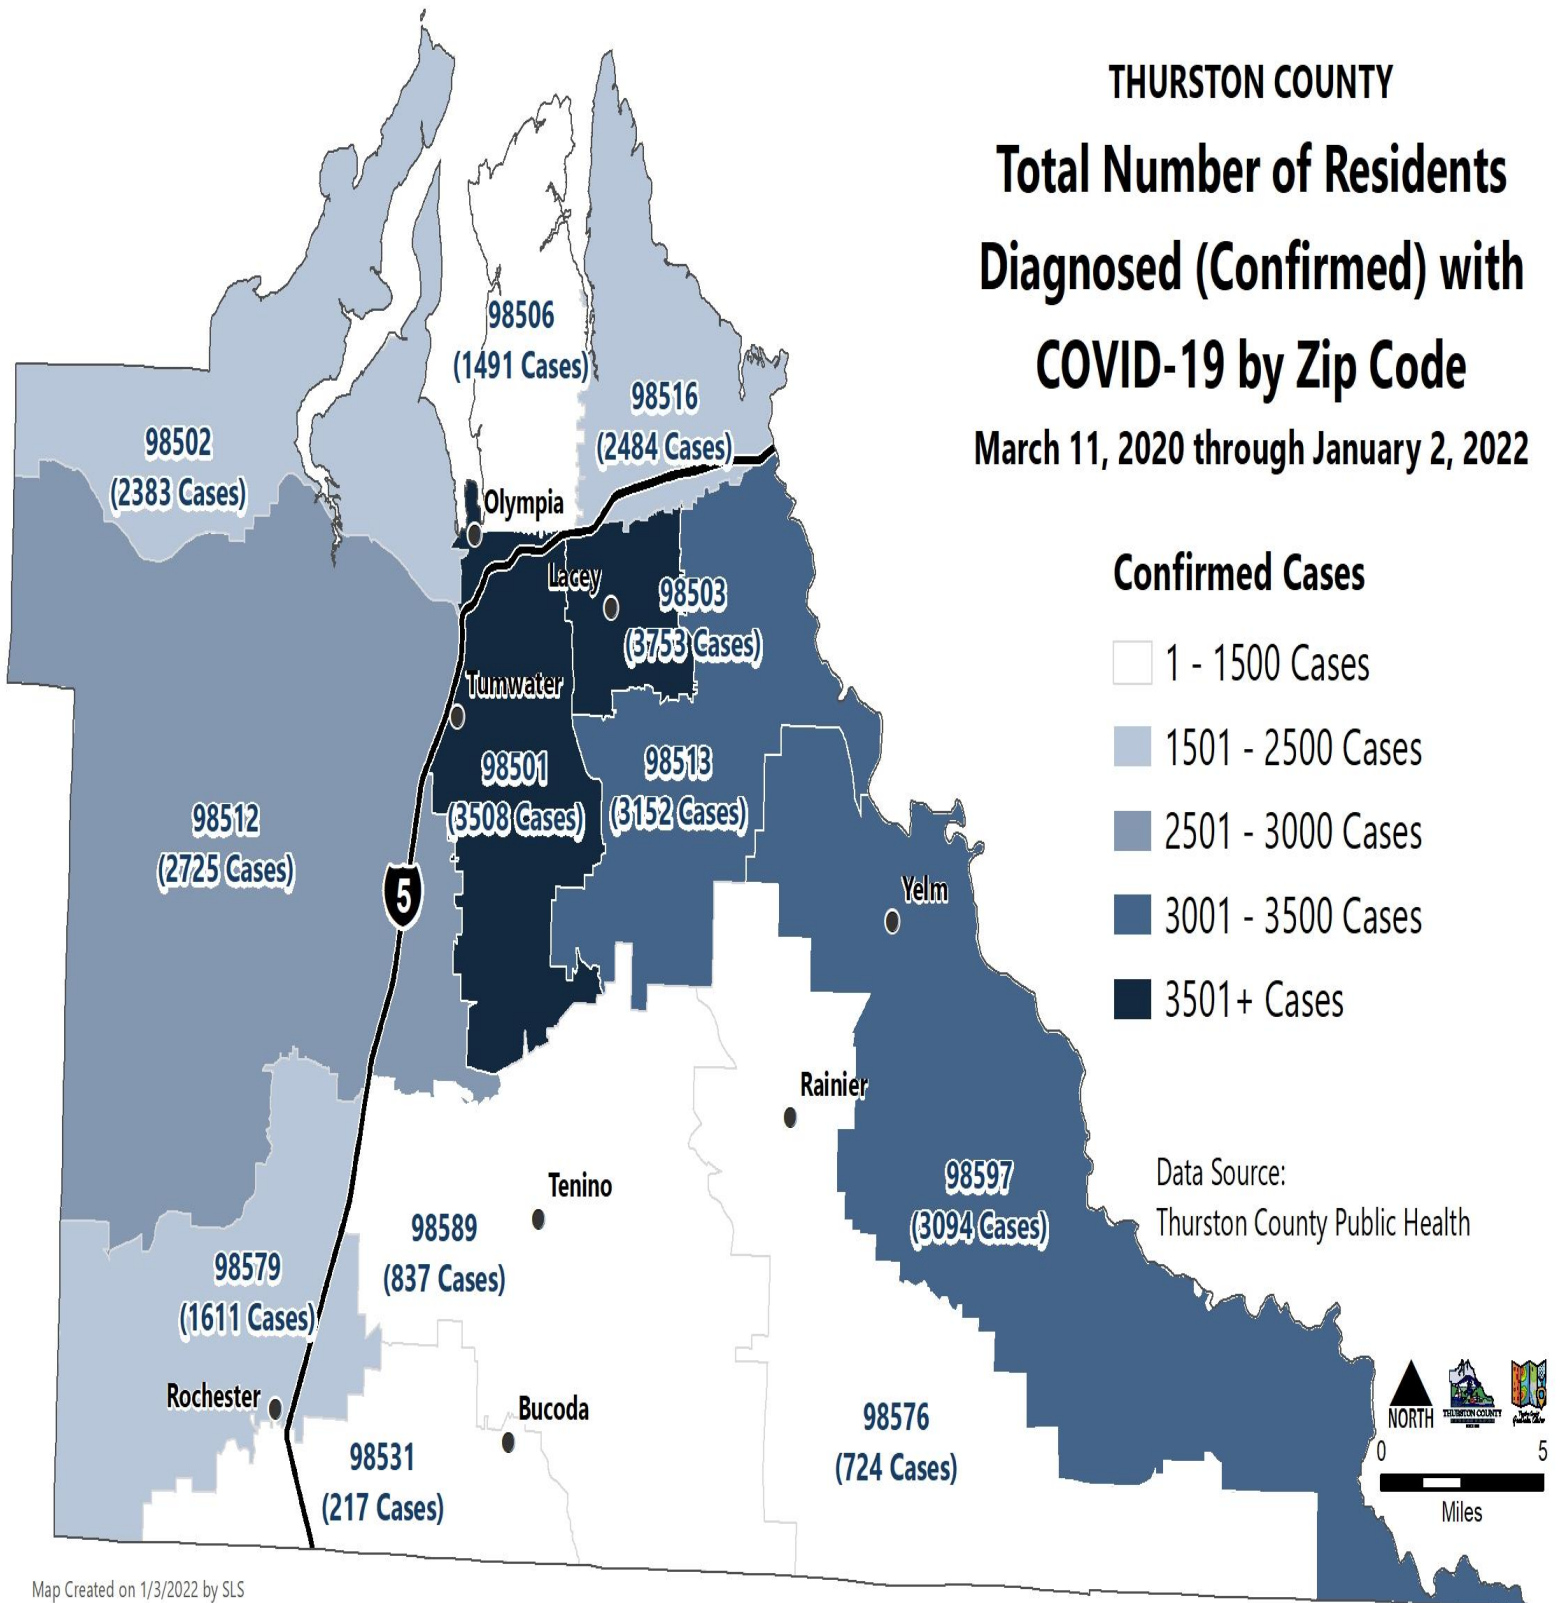 THURSTON COUNTY
Total Number of Residents
Diagnosed (Confirmed) with
COVID-19 by Zip Code
March 11, 2020 through January 2, 2022
98506
(1491 Cases)
98516
(2484 Cases)
98502
(2383 Cases)
Olympia
Lacey
98503
(3753 Cases)
Tumwater
98501
(3508 Cases)
98513
(3152 Cases)
98512
(2725 Cases)
5
Yelm
Confirmed Cases
1 - 1500 Cases
1501 - 2500 Cases
2501 - 3000 Cases
3001 - 3500 Cases
3501+ Cases
Rainier
Tenino
98597
(3094 Cases)
Data Source:
Thurston County Public Health
98589
(837 Cases)
98579
(1611 Cases)
Rochester
Bucoda
98531
(217 Cases)
98576
(724 Cases)
NORTH
THURSTON COUNTY
0 5
Miles
Map Created on 1/3/2022 by SLS